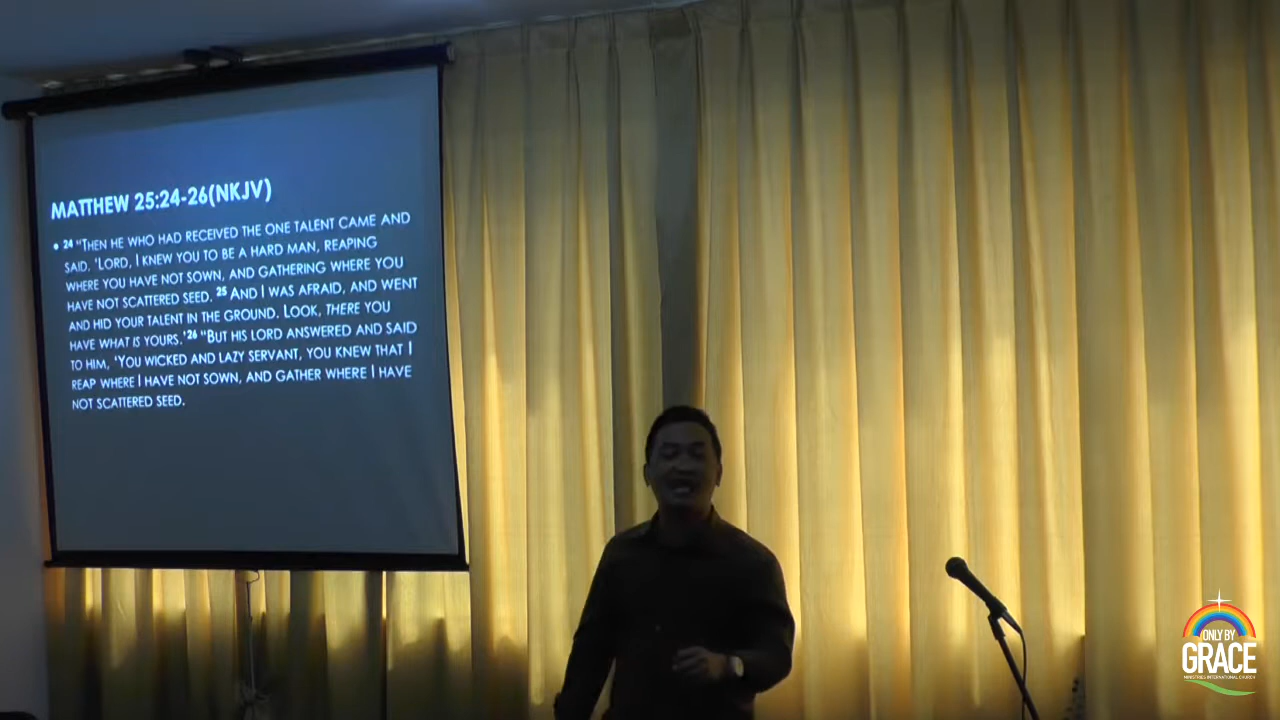 MATTHEW 25:24-26(NKJV)
• 24 "THEN HE WHO HAD RECEIVED THE ONE TALENT CAME AND
SAID, 'LORD, I KNEW YOU TO BE A HARD MAN, REAPING
WHERE YOU HAVE NOT SOWN, AND GATHERING WHERE YOU
HAVE NOT SCATTERED SEED. 25 AND I WAS AFRAID, AND WENT
AND HID YOUR TALENT IN THE GROUND. LOOK, THERE YOU
HAVE WHAT IS YOURS.' 26 "BUT HIS LORD ANSWERED AND SAID
TO HIM, 'YOU WICKED AND LAZY SERVANT, YOU KNEW THAT I
REAP WHERE I HAVE NOT SOWN, AND GATHER WHERE I HAVE
NOT SCATTERED SEED.
ONLY BY
GRACE
MINISTRIES INTERNATIONAL CHURCH